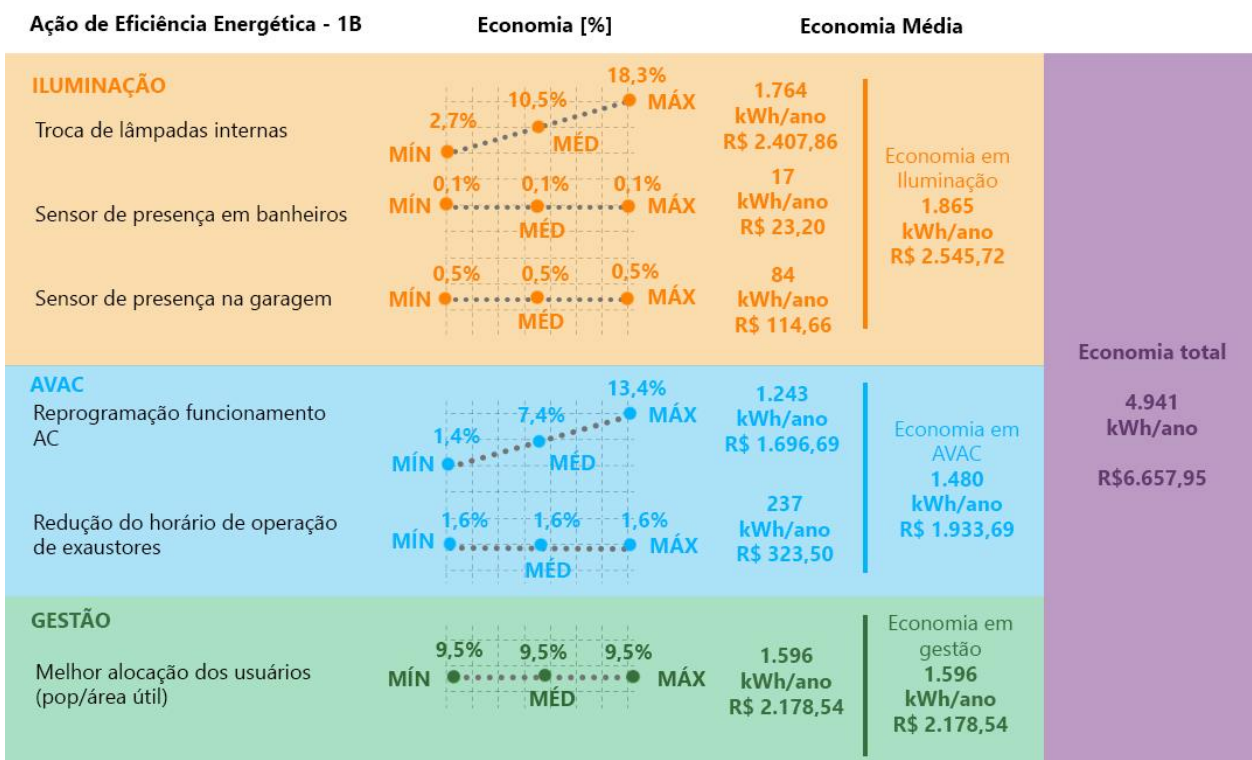 Ação de Eficiência Energética - 1B
Economia [%]
Economia Média
ILUMINAÇÃO
Troca de lâmpadas internas
2,7%
10,5%
18,3%
MÍN
MÉD
MÁX
1.764
kWh/ano
R$ 2.407,86
Sensor de presença em banheiros
0,1%
0,1%
0,1%
MÍN
MÉD
MÁX
17
kWh/ano
R$ 23,20
Sensor de presença na garagem
0,5%
0,5%
0,5%
MÍN
MÉD
MÁX
84
kWh/ano
R$ 114,66
Economia em
Iluminação
1.865
kWh/ano
R$ 2.545,72
AVAC
Reprogramação funcionamento
AC
1,4%
7,4%
13,4%
MÍN
MÉD
MÁX
1.243
kWh/ano
R$ 1.696,69
Redução do horário de operação
de exaustores
1,6%
1,6%
1,6%
MÍN
MÉD
MÁX
237
kWh/ano
R$ 323,50
Economia em
AVAC
1.480
kWh/ano
R$ 1.933,69
GESTÃO
Melhor alocação dos usuários
(pop/área útil)
9,5%
9,5%
9,5%
MÍN
MÉD
MÁX
1.596
kWh/ano
R$ 2.178,54
Economia em
gestão
1.596
kWh/ano
R$ 2.178,54
Economia total
4.941
kWh/ano
R$6.657,95